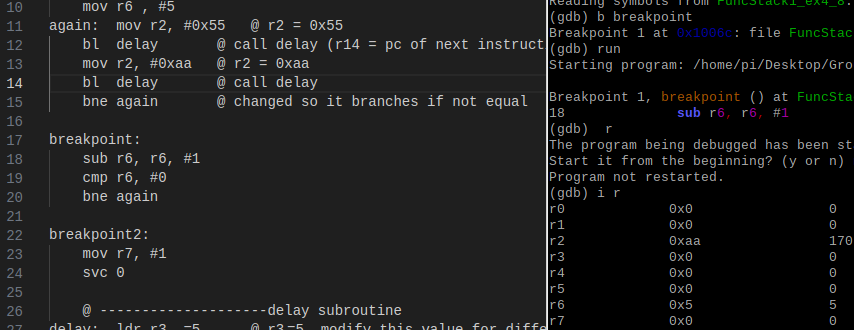 10 mov r6 , #5
11 again: mov r2, #0x55 @ r2 = 0x55
12 bl delay @ call delay (r14 = pc of next instruct
13 mov r2, #0xaa @ r2 = 0xaa
14 bl delay @ call delay
15 bne again @ changed so it branches if not equal
16
17 breakpoint:
18 sub r6, r6, #1
19 cmp r6, #0
20 bne again
21
22 breakpoint2:
23 mov r7, #1
24 svc 0
25
26 @ --------------------delay subroutine
27 delay: ldr r3, =5 @ r3=5, modify this value for diffe
Reading symbols from FuncStack1_ex4_8.
(gdb) b breakpoint
Breakpoint 1 at 0x1006c: file FuncStac
(gdb) run
Starting program: /home/pi/Desktop/Gro
Breakpoint 1, breakpoint () at FuncSta
18 sub r6, r6, #1
(gdb) r
The program being debugged has been st
Start it from the beginning? (y or n)
Program not restarted.
(gdb) i r
r0 0x0 0
r1 0x0 0
r2 0xaa 170
r3 0x0 0
r4 0x0 0
r5 0x0 0
r6 0x5 5
r7 0x0 0